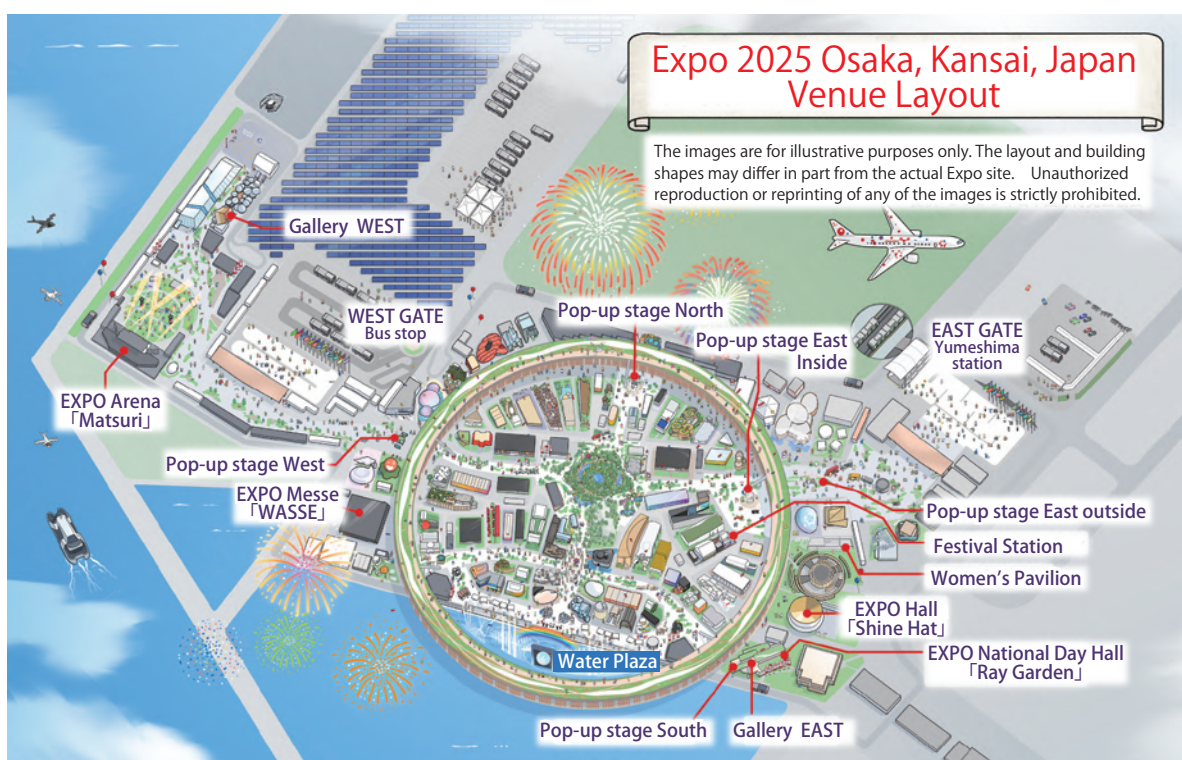 Expo 2025 Osaka, Kansai, Japan
Venue Layout
The images are for illustrative purposes only. The layout and building
shapes may differ in part from the actual Expo site. Unauthorized
reproduction or reprinting of any of the images is strictly prohibited.
Gallery WEST
WEST GATE
Bus stop
Pop-up stage North
Pop-up stage East
Inside
EAST GATE
Yumeshima
station
EXPO Arena
「Matsuri」
Pop-up stage West
EXPO Messe
「WASSE」
Pop-up stage East outside
Festival Station
Women's Pavilion
EXPO Hall
「Shine Hat」
EXPO National Day Hall
「Ray Garden」
Water Plaza
Pop-up stage South
Gallery EAST